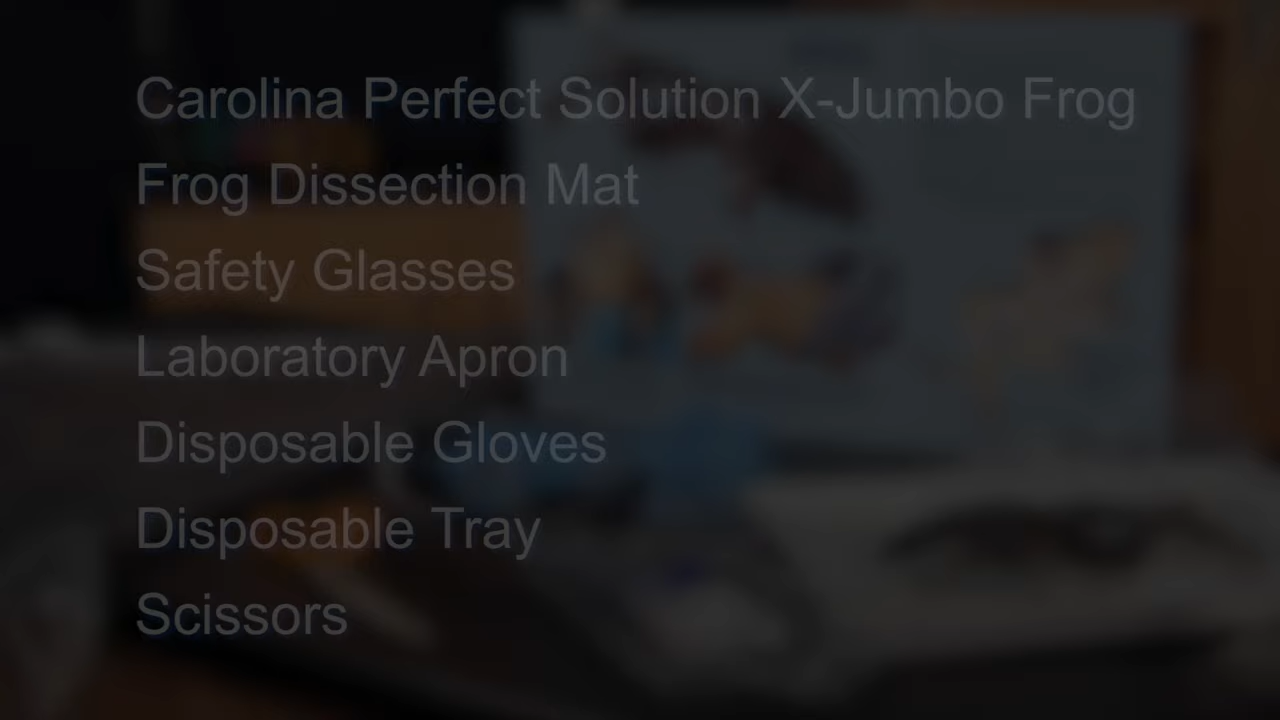 Carolina Perfect Solution X-Jumbo Frog
Frog Dissection Mat
Safety Glasses
Laboratory Apron
Disposable Gloves
Disposable Tray
Scissors